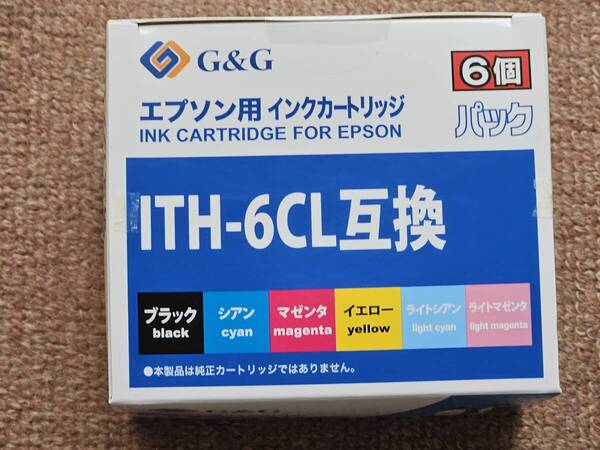 G&G
6個
パック
エプソン用 インクカートリッジ
INK CARTRIDGE FOR EPSON
ITH-6CL互換
ブラック
black
シアン
cyan
マゼンタ
magenta
イエロー
yellow
ライトシアン
light cyan
ライトマゼンタ
light magenta
●本製品は純正カートリッジではありません。
G&G